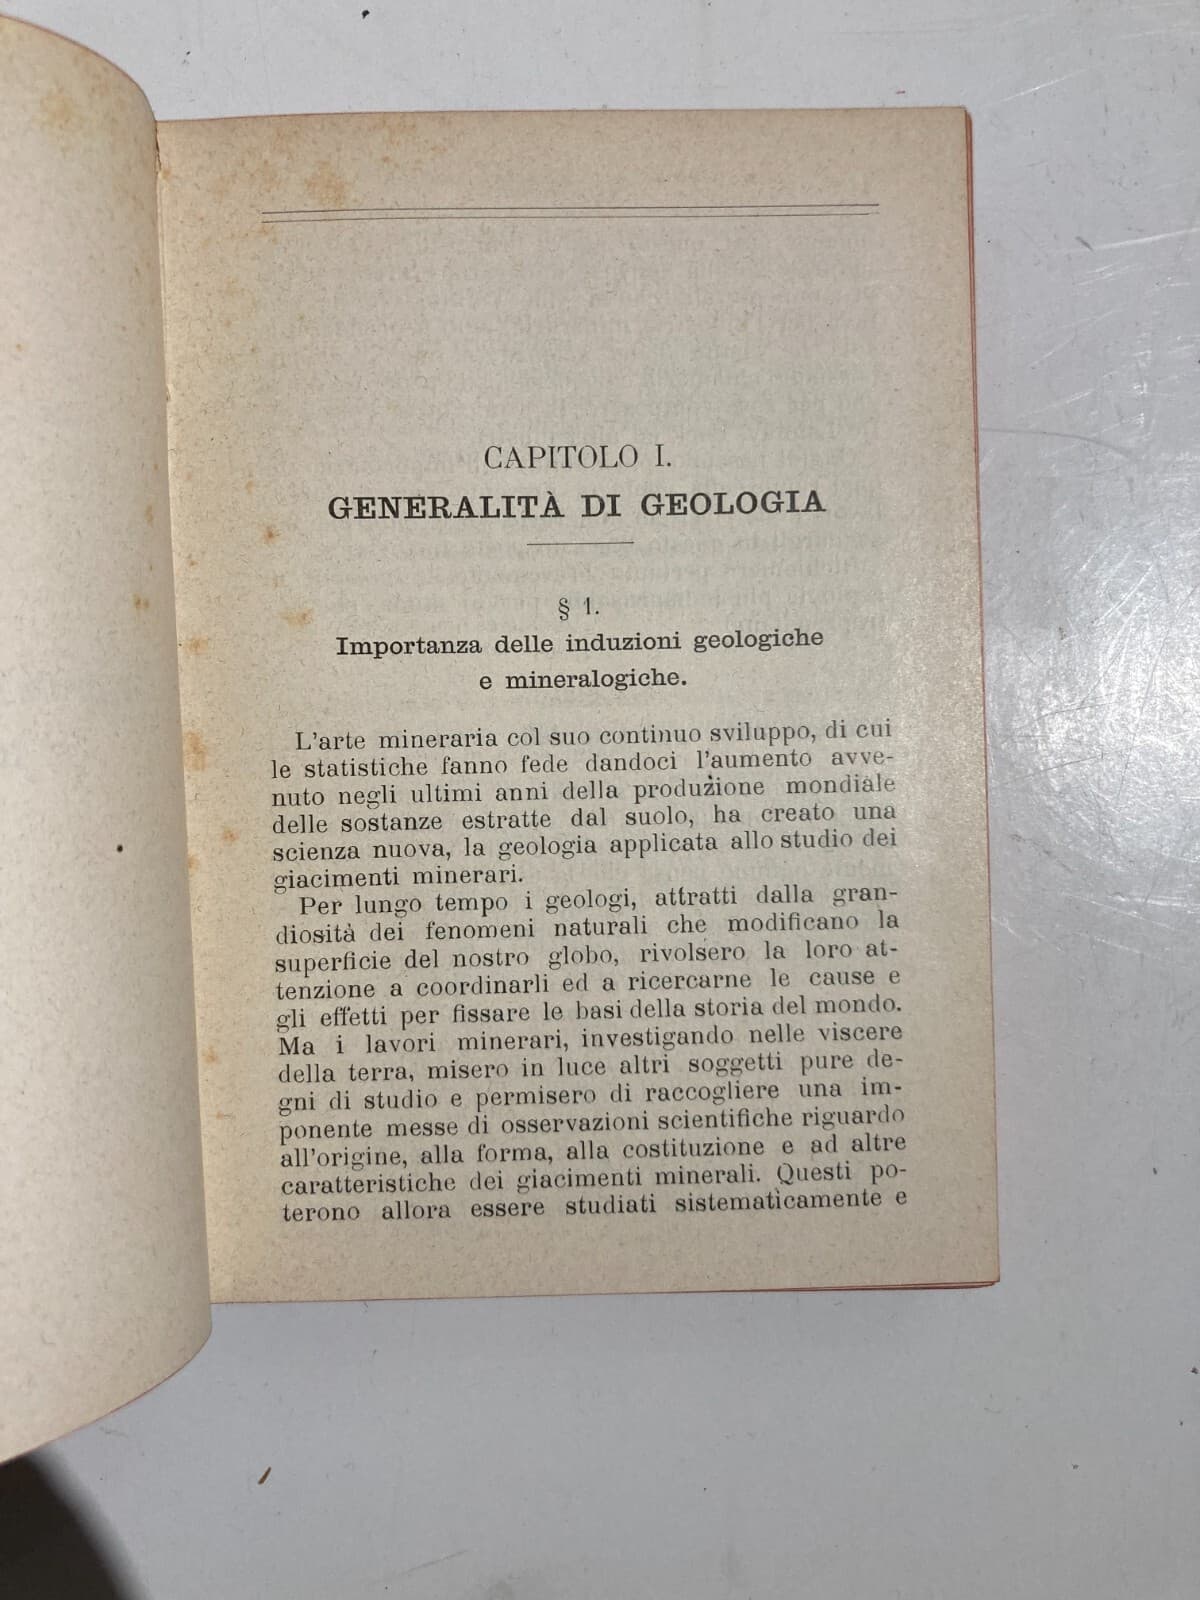 CAPITOLO I.
GENERALITÀ DI GEOLOGIA
§ 1.
Importanza delle induzioni geologiche
e mineralogiche.
L'arte mineraria col suo continuo sviluppo, di cui
le statistiche fanno fede dandoci l'aumento avve-
nuto negli ultimi anni della produzione mondiale
delle sostanze estratte dal suolo, ha creato una
scienza nuova, la geologia applicata allo studio dei
giacimenti minerari.
Per lungo tempo i geologi, attratti dalla gran-
diosità dei fenomeni naturali che modificano la
superficie del nostro globo, rivolsero la loro at-
tenzione a coordinarli ed a ricercarne le cause e
gli effetti per fissare le basi della storia del mondo.
Ma i lavori minerari, investigando nelle viscere
della terra, misero in luce altri soggetti pure de-
gni di studio e permisero di raccogliere una im-
ponente messe di osservazioni scientifiche riguardo
all'origine, alla forma, alla costituzione e ad altre
caratteristiche dei giacimenti minerali. Questi po-
terono allora essere studiati sistematicamente e